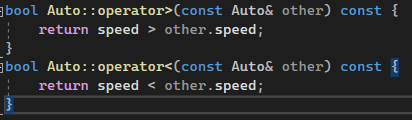 bool Auto::operator>(const Auto& other) const {
    return speed > other.speed;
}
bool Auto::operator<(const Auto& other) const {
    return speed < other.speed;
}